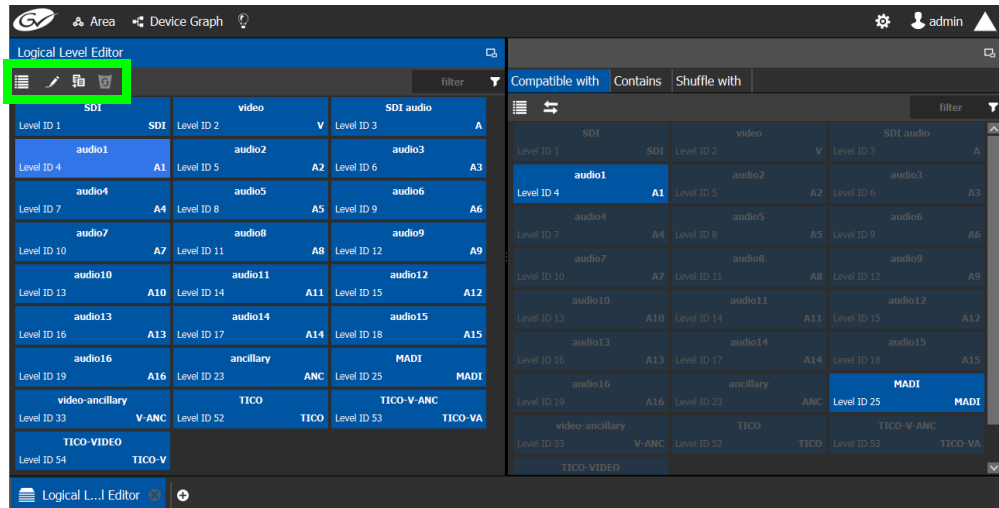 GV Area Device Graph admin
Logical Level Editor
filter
Compatible with Contains Shuffle with
filter
SDI video SDI audio
Level ID 1 SDI Level ID 2 V Level ID 3 A
audio1 audio2 audio3
Level ID 4 A1 Level ID 5 A2 Level ID 6 A3
audio4 audio5 audio6
Level ID 7 A4 Level ID 8 A5 Level ID 9 A6
audio7 audio8 audio9
Level ID 10 A7 Level ID 11 A8 Level ID 12 A9
audio10 audio11 audio12
Level ID 13 A10 Level ID 14 A11 Level ID 15 A12
audio13 audio14 audio15
Level ID 16 A13 Level ID 17 A14 Level ID 18 A15
audio16 ancillary MADI
Level ID 19 A16 Level ID 23 ANC Level ID 25 MADI
video-ancillary TICO TICO-V-ANC
Level ID 33 V-ANC Level ID 52 TICO Level ID 53 TICO-VA
TICO-VIDEO
Level ID 54 TICO-V
SDI video SDI audio
Level ID 1 SDI Level ID 2 V Level ID 3 A
audio1 audio2 audio3
Level ID 4 A1 Level ID 5 A2 Level ID 6 A3
audio4 audio5 audio6
Level ID 7 A4 Level ID 8 A5 Level ID 9 A6
audio7 audio8 audio9
Level ID 10 A7 Level ID 11 A8 Level ID 12 A9
audio10 audio11 audio12
Level ID 13 A10 Level ID 14 A11 Level ID 15 A12
audio13 audio14 audio15
Level ID 16 A13 Level ID 17 A14 Level ID 18 A15
audio16 ancillary MADI
Level ID 19 A16 Level ID 23 ANC Level ID 25 MADI
video-ancillary TICO TICO-V-ANC
Level ID 33 V-ANC Level ID 52 TICO Level ID 53 TICO-VA
TICO-VIDEO
Logical L...l Editor